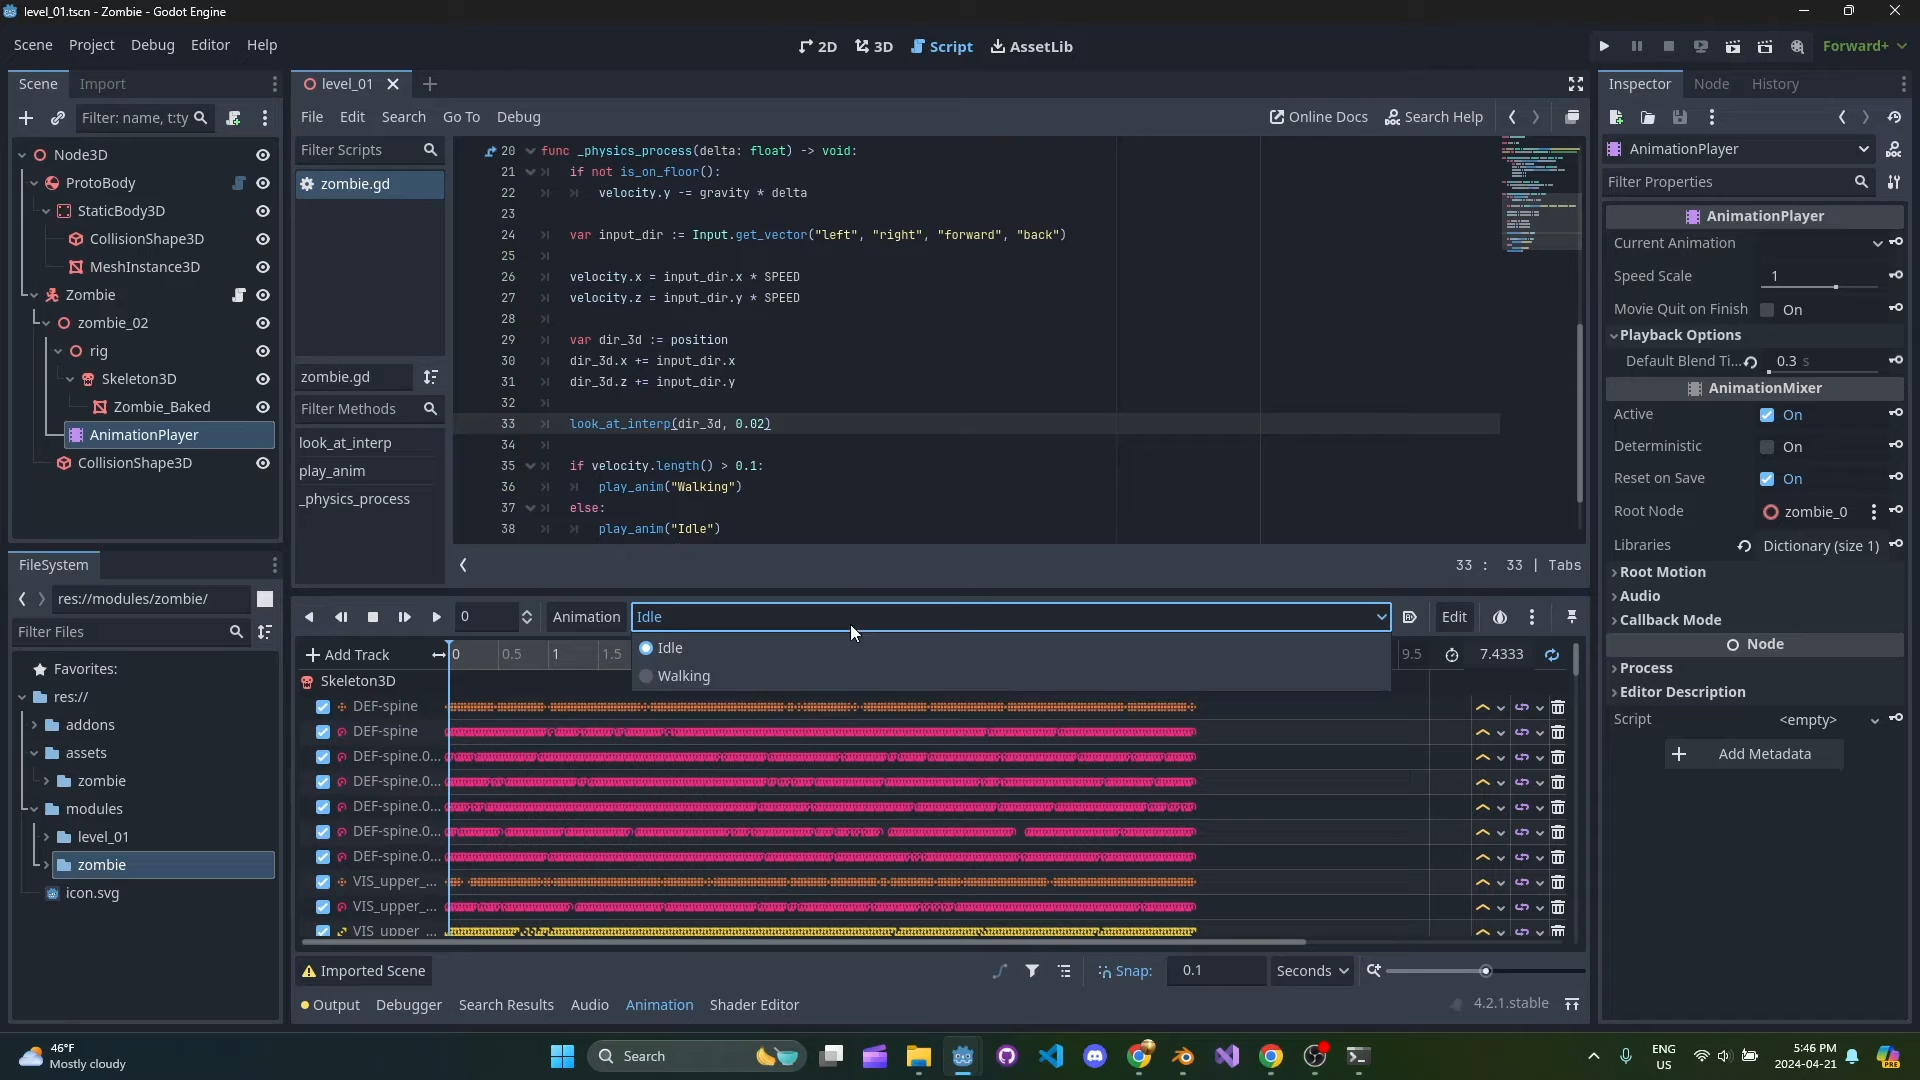 level_01.tscn - Zombie - Godot Engine
Scene Project Debug Editor Help
2D 3D Script AssetLib
Forward+
Scene Import
Filter: name, t:ty
Node3D
ProtoBody
StaticBody3D
CollisionShape3D
MeshInstance3D
Zombie
zombie_02
rig
Skeleton3D
Zombie_Baked
AnimationPlayer
CollisionShape3D
FileSystem
res://modules/zombie/
Filter Files
Favorites:
res://
addons
assets
zombie
modules
level_01
zombie
icon.svg
level_01
File Edit Search Go To Debug
Online Docs Search Help
Filter Scripts
zombie.gd
zombie.gd
Filter Methods
look_at_interp
play_anim
_physics_process
20 func _physics_process(delta: float) -> void:
21 if not is_on_floor():
22 velocity.y -= gravity * delta
23
24 var input_dir := Input.get_vector("left", "right", "forward", "back")
25
26 velocity.x = input_dir.x * SPEED
27 velocity.z = input_dir.y * SPEED
28
29 var dir_3d := position
30 dir_3d.x += input_dir.x
31 dir_3d.z += input_dir.y
32
33 look_at_interp(dir_3d, 0.02)
34
35 if velocity.length() > 0.1:
36 play_anim("Walking")
37 else:
38 play_anim("Idle")
33 : 33 | Tabs
0 Animation Idle Edit
Idle
Walking
Add Track 0 0.5 1 1.5 9.5 7.4333
Skeleton3D
DEF-spine
DEF-spine
DEF-spine.0...
DEF-spine.0...
DEF-spine.0...
DEF-spine.0...
DEF-spine.0...
VIS_upper_...
VIS_upper_...
VIS_upper_...
Imported Scene
Snap: 0.1 Seconds
Output Debugger Search Results Audio Animation Shader Editor
4.2.1.stable
Inspector Node History
AnimationPlayer
Filter Properties
AnimationPlayer
Current Animation
Speed Scale 1
Movie Quit on Finish On
Playback Options
Default Blend Ti... 0.3 s
AnimationMixer
Active On
Deterministic On
Reset on Save On
Root Node zombie_0
Libraries Dictionary (size 1)
Root Motion
Audio
Callback Mode
Node
Process
Editor Description
Script <empty>
Add Metadata
46°F
Mostly cloudy
Search
PRE
ENG
US
5:46 PM
2024-04-21